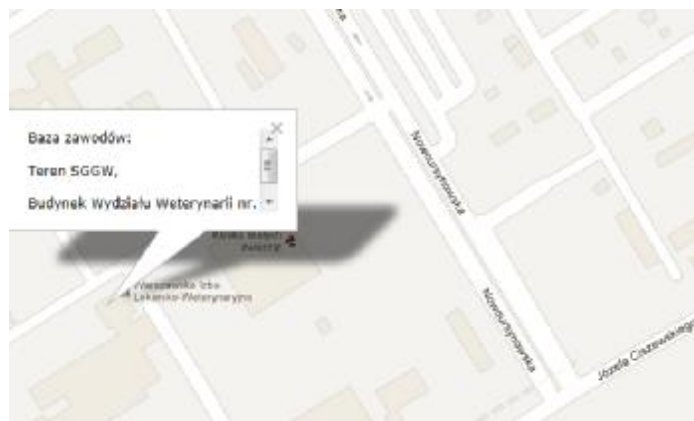 Baza zawodów:
Teren SGGW,
Budynek Wydziału Weterynarii nr.
Nowoursynowska
Warszawska Izba
Lekarsko-Weterynaryjna
Nowoursynowska
Józefa Ciszewskiego